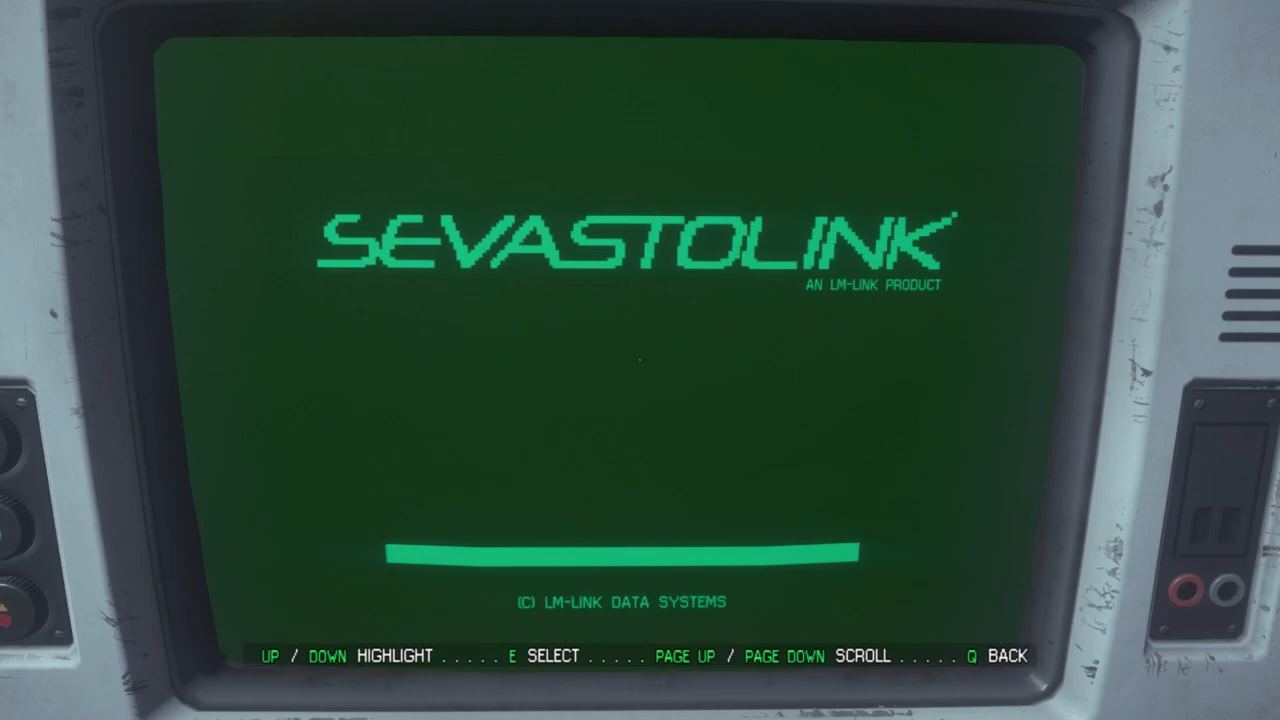 SEVASTOLINK
AN LM-LINK PRODUCT
(C) LM-LINK DATA SYSTEMS
UP / DOWN HIGHLIGHT ..... E SELECT ..... PAGE UP / PAGE DOWN SCROLL ..... Q BACK